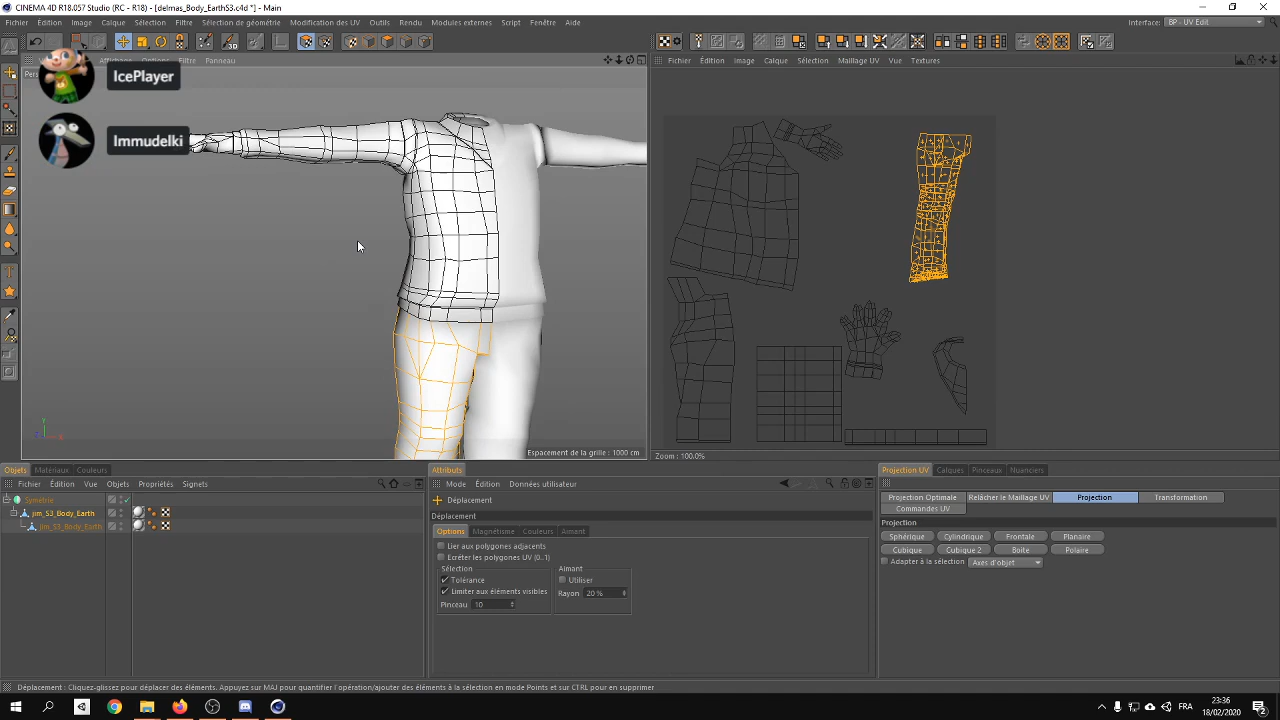 CINEMA 4D R18.057 Studio (RC - R18) - [delmas_Body_EarthS3.c4d *] - Main
Fichier Édition Image Calque Sélection Filtre Sélection de géométrie Modification des UV Outils Rendu Modules externes Script Fenêtre Aide
Interface: BP - UV Edit
Affichage Options Filtre Panneau
Fichier Édition Image Calque Sélection Maillage UV Vue Textures
IcePlayer
Immudelki
Espacement de la grille : 1000 cm
Zoom : 100.0%
Objets Matériaux Couleurs
Attributs
Projection UV Calques Pinceaux Nuanciers
Fichier Édition Vue Objets Propriétés Signets
Mode Édition Données utilisateur
Symétrie
jim_S3_Body_Earth
jim_S3_Body_Earth
Déplacement
Déplacement
Options Magnétisme Couleurs Aimant
Lier aux polygones adjacents
Ecrêter les polygones UV (0..1)
Sélection
Aimant
Tolérance
Utiliser
Limiter aux éléments visibles
Rayon 20 %
Pinceau 10
Projection Optimale Relâcher le Maillage UV Projection Transformation
Commandes UV
Projection
Sphérique Cylindrique Frontale Planaire
Cubique Cubique 2 Boite Polaire
Adapter à la sélection Axes d'objet
Déplacement : Cliquez-glissez pour déplacer des éléments. Appuyez sur MAJ pour quantifier l'opération/ajouter des éléments à la sélection en mode Points et sur CTRL pour en supprimer
FRA
23:36
18/02/2020